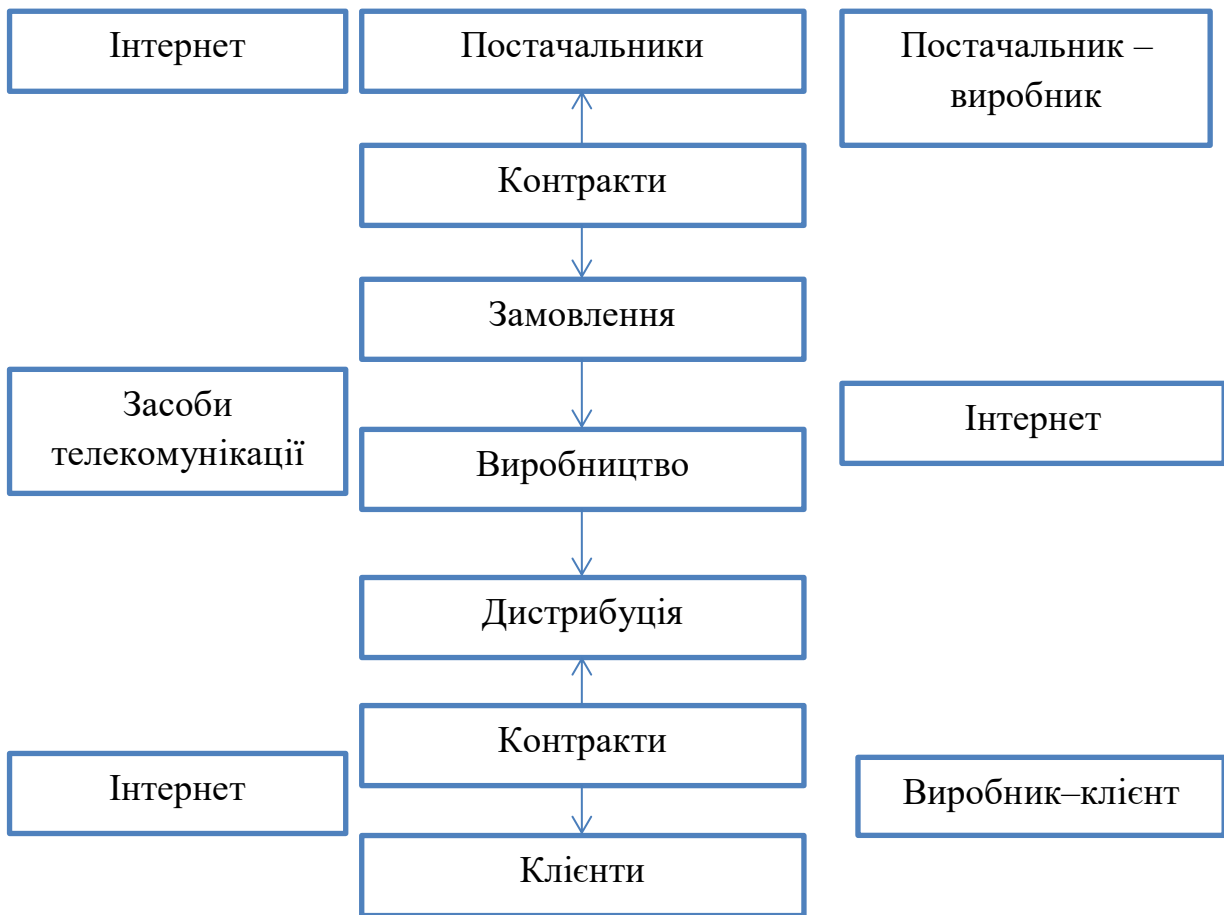 Інтернет
Постачальники
Постачальник –
виробник
Контракти
Замовлення
Засоби
телекомунікації
Виробництво
Інтернет
Дистрибуція
Контракти
Інтернет
Виробник–клієнт
Клієнти